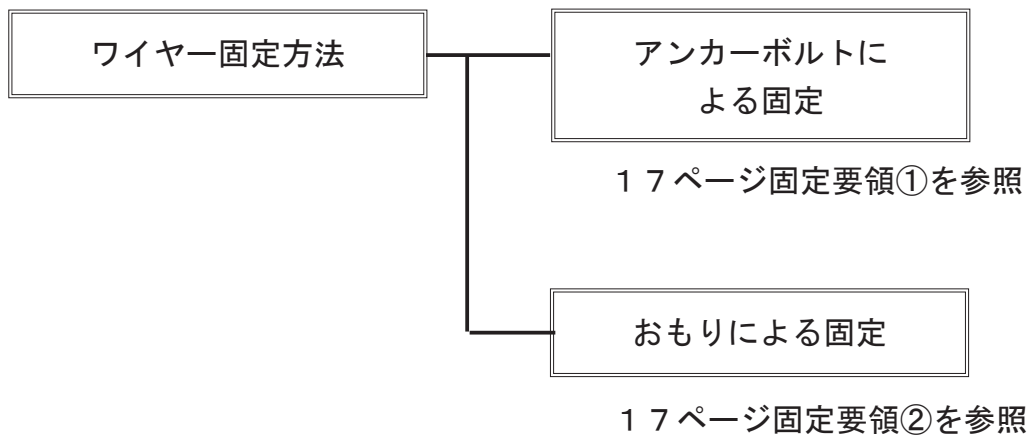 ワイヤー固定方法
アンカーボルトに
よる固定
１７ページ固定要領①を参照
おもりによる固定
１７ページ固定要領②を参照